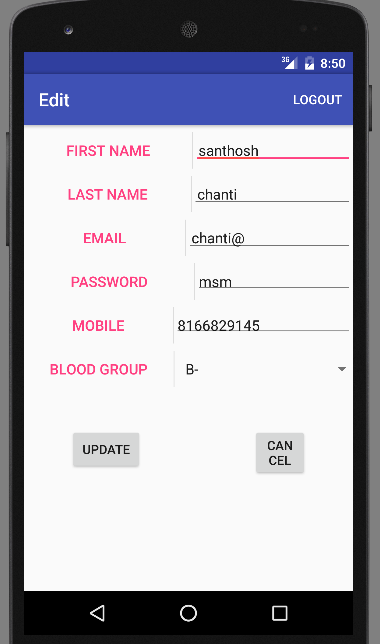 3G 8:50
Edit LOGOUT
FIRST NAME santhosh
LAST NAME chanti
EMAIL chanti@
PASSWORD msm
MOBILE 8166829145
BLOOD GROUP B-
UPDATE CAN
CEL